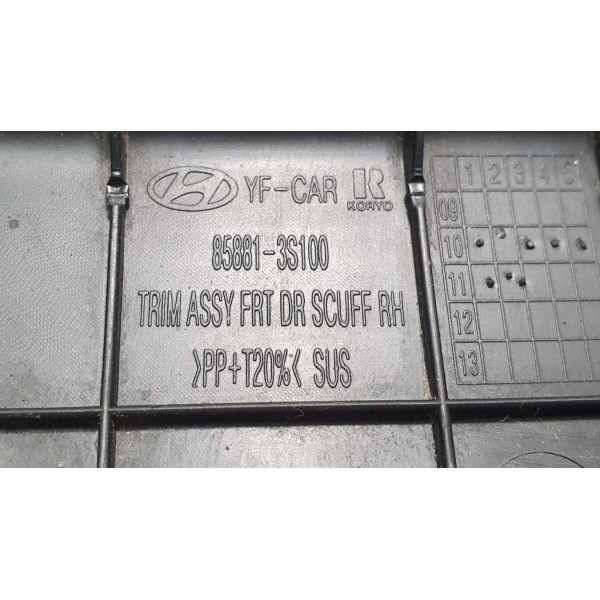 YF-CAR R KORYO
85881-3S100
TRIM ASSY FRT DR SCUFF RH
>PP+T20%< SUS
1 2 3 4 5
09
10
11
12
13